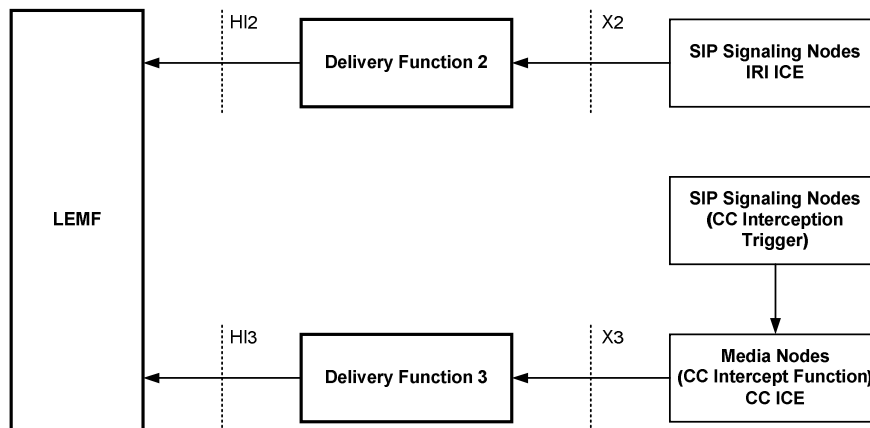 HI2
X2
Delivery Function 2
SIP Signaling Nodes
IRI ICE
LEMF
SIP Signaling Nodes
(CC Interception
Trigger)
HI3
X3
Delivery Function 3
Media Nodes
(CC Intercept Function)
CC ICE